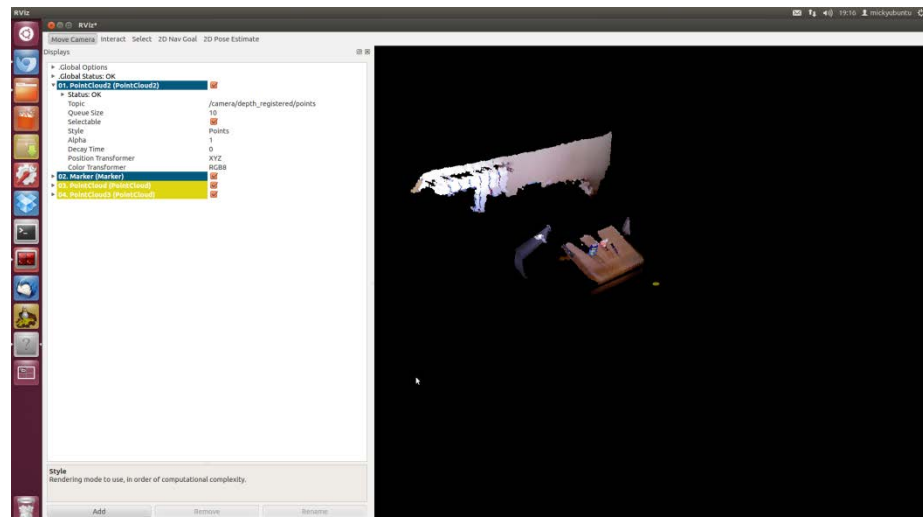 RViz
19:16 mickyubuntu
RViz*
Move Camera Interact Select 2D Nav Goal 2D Pose Estimate
Displays
.Global Options
.Global Status: OK
01. PointCloud2 (PointCloud2)
Status: OK
Topic /camera/depth_registered/points
Queue Size 10
Selectable
Style Points
Alpha 1
Decay Time 0
Position Transformer XYZ
Color Transformer RGB8
02. Marker (Marker)
03. PointCloud (PointCloud)
04. PointCloud3 (PointCloud)
Style
Rendering mode to use, in order of computational complexity.
Add Remove Rename